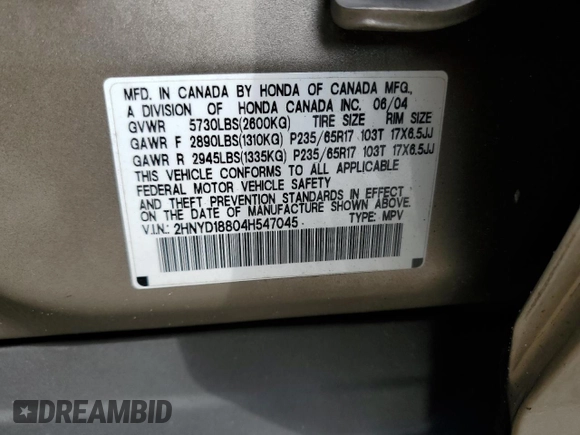 MFD. IN CANADA BY HONDA OF CANADA MFG.,
A DIVISION OF HONDA CANADA INC. 06/04
GVWR 5730LBS(2600KG) TIRE SIZE RIM SIZE
GAWR F 2890LBS(1310KG) P235/65R17 103T 17X6.5JJ
GAWR R 2945LBS(1335KG) P235/65R17 103T 17X6.5JJ
THIS VEHICLE CONFORMS TO ALL APPLICABLE
FEDERAL MOTOR VEHICLE SAFETY
AND THEFT PREVENTION STANDARDS IN EFFECT
ON THE DATE OF MANUFACTURE SHOWN ABOVE.
V.I.N.: 2HNYD18804H547045 TYPE: MPV
DREAMBID